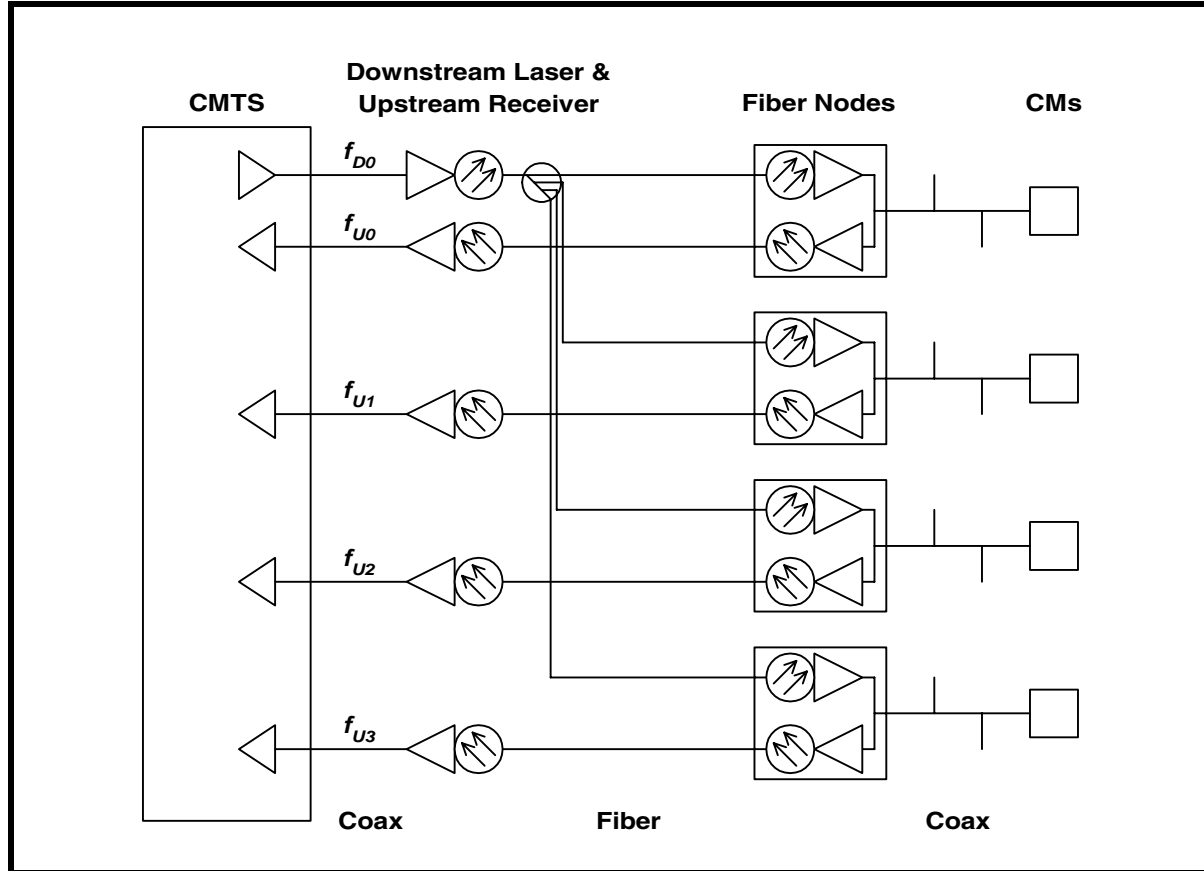 Downstream Laser &
Upstream Receiver
CMTS
Fiber Nodes
CMs
fD0
fU0
fU1
fU2
fU3
Coax
Fiber
Coax